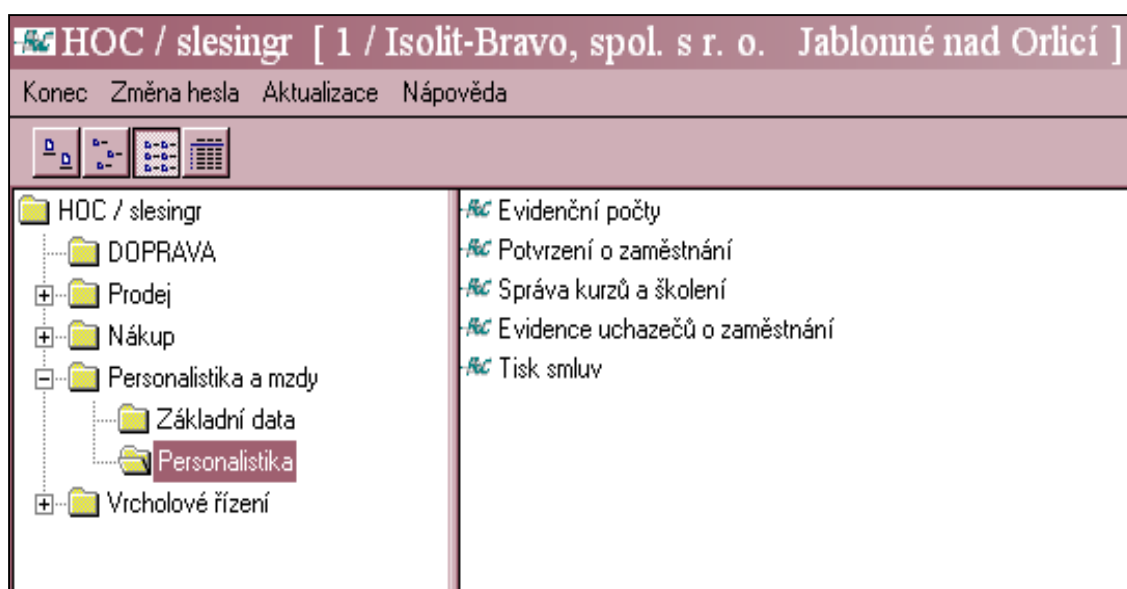 HOC / slesingr [ 1 / Isolit-Bravo, spol. s r. o. Jablonné nad Orlicí ]
Konec Změna hesla Aktualizace Nápověda
HOC / slesingr
DOPRAVA
Prodej
Nákup
Personalistika a mzdy
Základní data
Personalistika
Vrcholové řízení
Evidenční počty
Potvrzení o zaměstnání
Správa kurzů a školení
Evidence uchazečů o zaměstnání
Tisk smluv